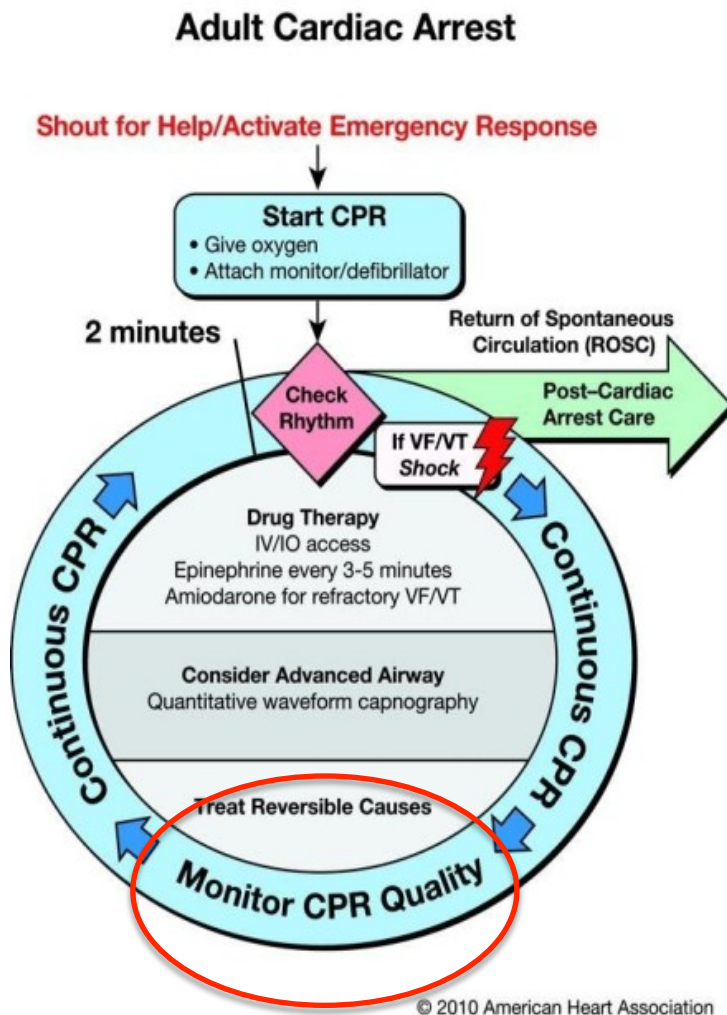 Adult Cardiac Arrest
Shout for Help/Activate Emergency Response
Start CPR
• Give oxygen
• Attach monitor/defibrillator
2 minutes
Return of Spontaneous
Circulation (ROSC)
Check
Rhythm
Post–Cardiac
Arrest Care
If VF/VT
Shock
Drug Therapy
IV/IO access
Epinephrine every 3-5 minutes
Amiodarone for refractory VF/VT
Consider Advanced Airway
Quantitative waveform capnography
Treat Reversible Causes
Continuous CPR
Monitor CPR Quality
Continuous CPR
© 2010 American Heart Association